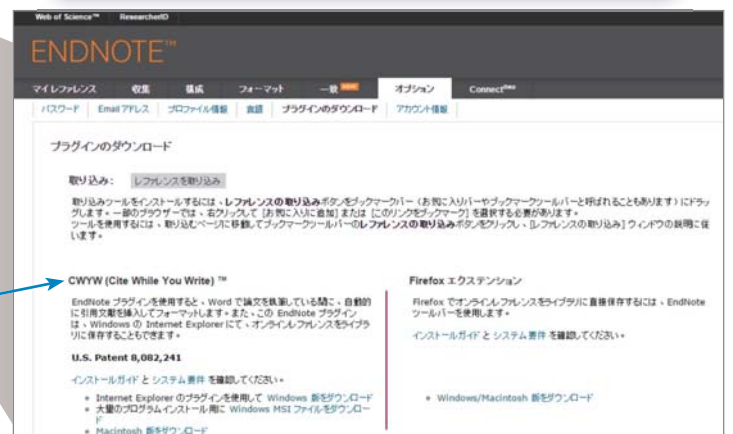 Web of Science™ ResearcherID
ENDNOTE™
マイレファレンス 収集 構成 フォーマット 一致 NEW オプション Connect Beta
パスワード Email アドレス プロファイル情報 言語 プラグインのダウンロード アカウント情報
プラグインのダウンロード
取り込み: レファレンスを取り込み
取り込みツールをインストールするには、レファレンスの取り込みボタンをブックマークバー (お気に入りバーやブックマークツールバーと呼ばれることもあります) にドラッ
グします。一部のブラウザーでは、右クリックして [お気に入りに追加] または [このリンクをブックマーク] を選択する必要があります。
ツールを使用するには、取り込むページに移動してブックマークツールバーのレファレンスの取り込みボタンをクリックし、[レファレンスの取り込み] ウィンドウの説明に従
います。
CWYW (Cite While You Write) ™
EndNote プラグインを使用すると、Word で論文を執筆している間に、自動的
に引用文献を挿入してフォーマットします。また、この EndNote プラグイン
は、Windows の Internet Explorer にて、オンラインレファレンスをライブラ
リに保存することもできます。
U.S. Patent 8,082,241
インストールガイド と システム要件 を確認してください。
Internet Explorer のプラグインを使用して Windows 版をダウンロード
大量のプログラムインストール用に Windows MSI ファイルをダウンロー
ド
Macintosh 版をダウンロード
Firefox エクステンション
Firefox でオンラインレファレンスをライブラリに直接保存するには、EndNote
ツールバーを使用します。
インストールガイド と システム要件 を確認してください。
Windows/Macintosh 版をダウンロード